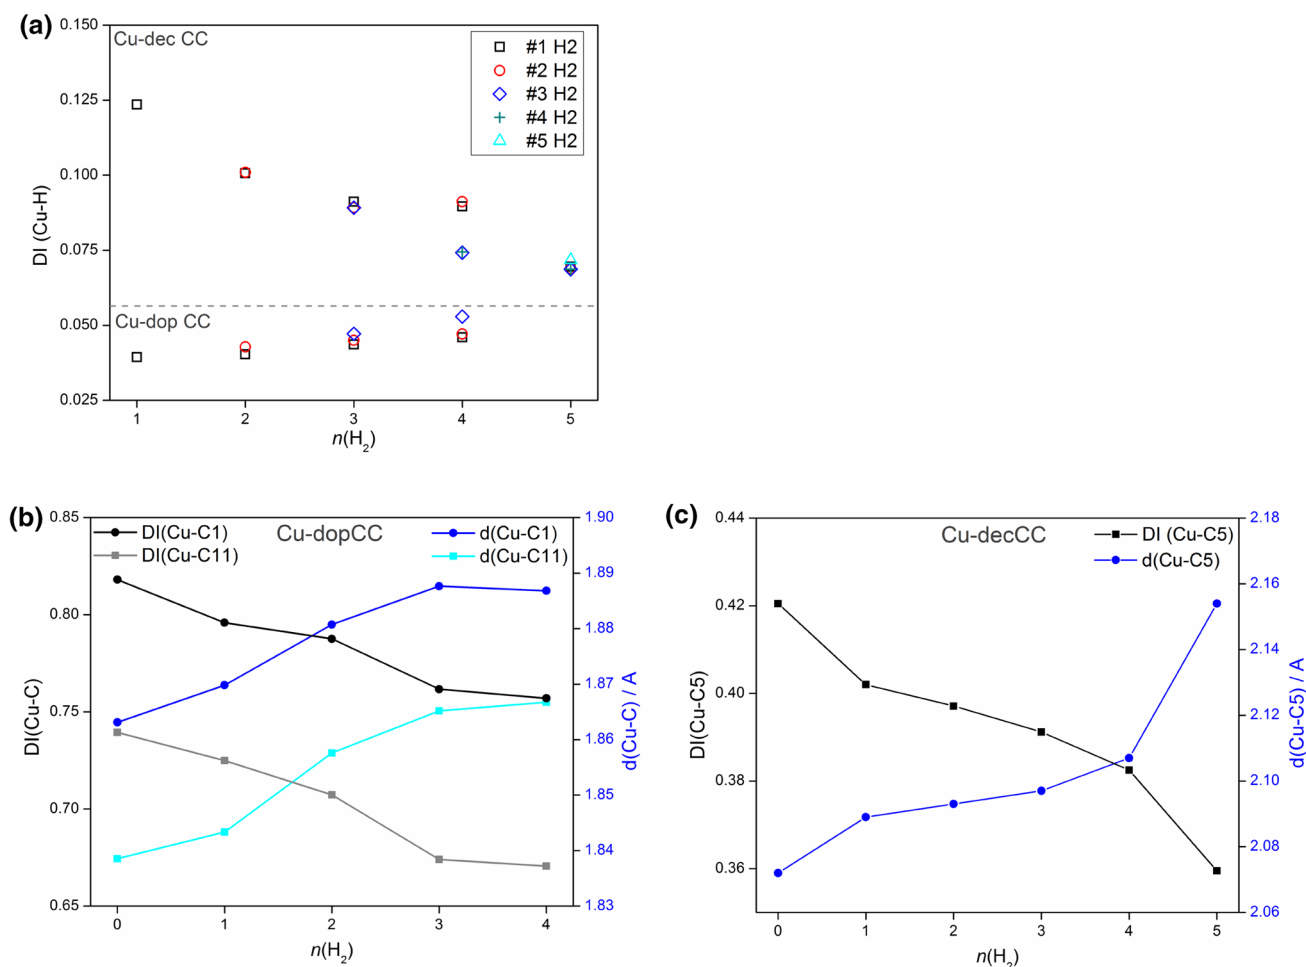 (a)
0.150
0.125
0.100
0.075
0.050
0.025
DI (Cu-H)
Cu-dec CC
Cu-dop CC
#1 H2
#2 H2
#3 H2
#4 H2
#5 H2
1 2 3 4 5
n(H2)
(b)
0.85
0.80
0.75
0.70
0.65
DI(Cu-C)
DI(Cu-C1)
DI(Cu-C11)
Cu-dopCC
d(Cu-C1)
d(Cu-C11)
1.90
1.89
1.88
1.87
1.86
1.85
1.84
1.83
d(Cu-C) / A
0 1 2 3 4
n(H2)
(c)
0.44
0.42
0.40
0.38
0.36
DI(Cu-C5)
Cu-decCC
DI (Cu-C5)
d(Cu-C5)
2.18
2.16
2.14
2.12
2.10
2.08
2.06
d(Cu-C5) / A
0 1 2 3 4 5
n(H2)